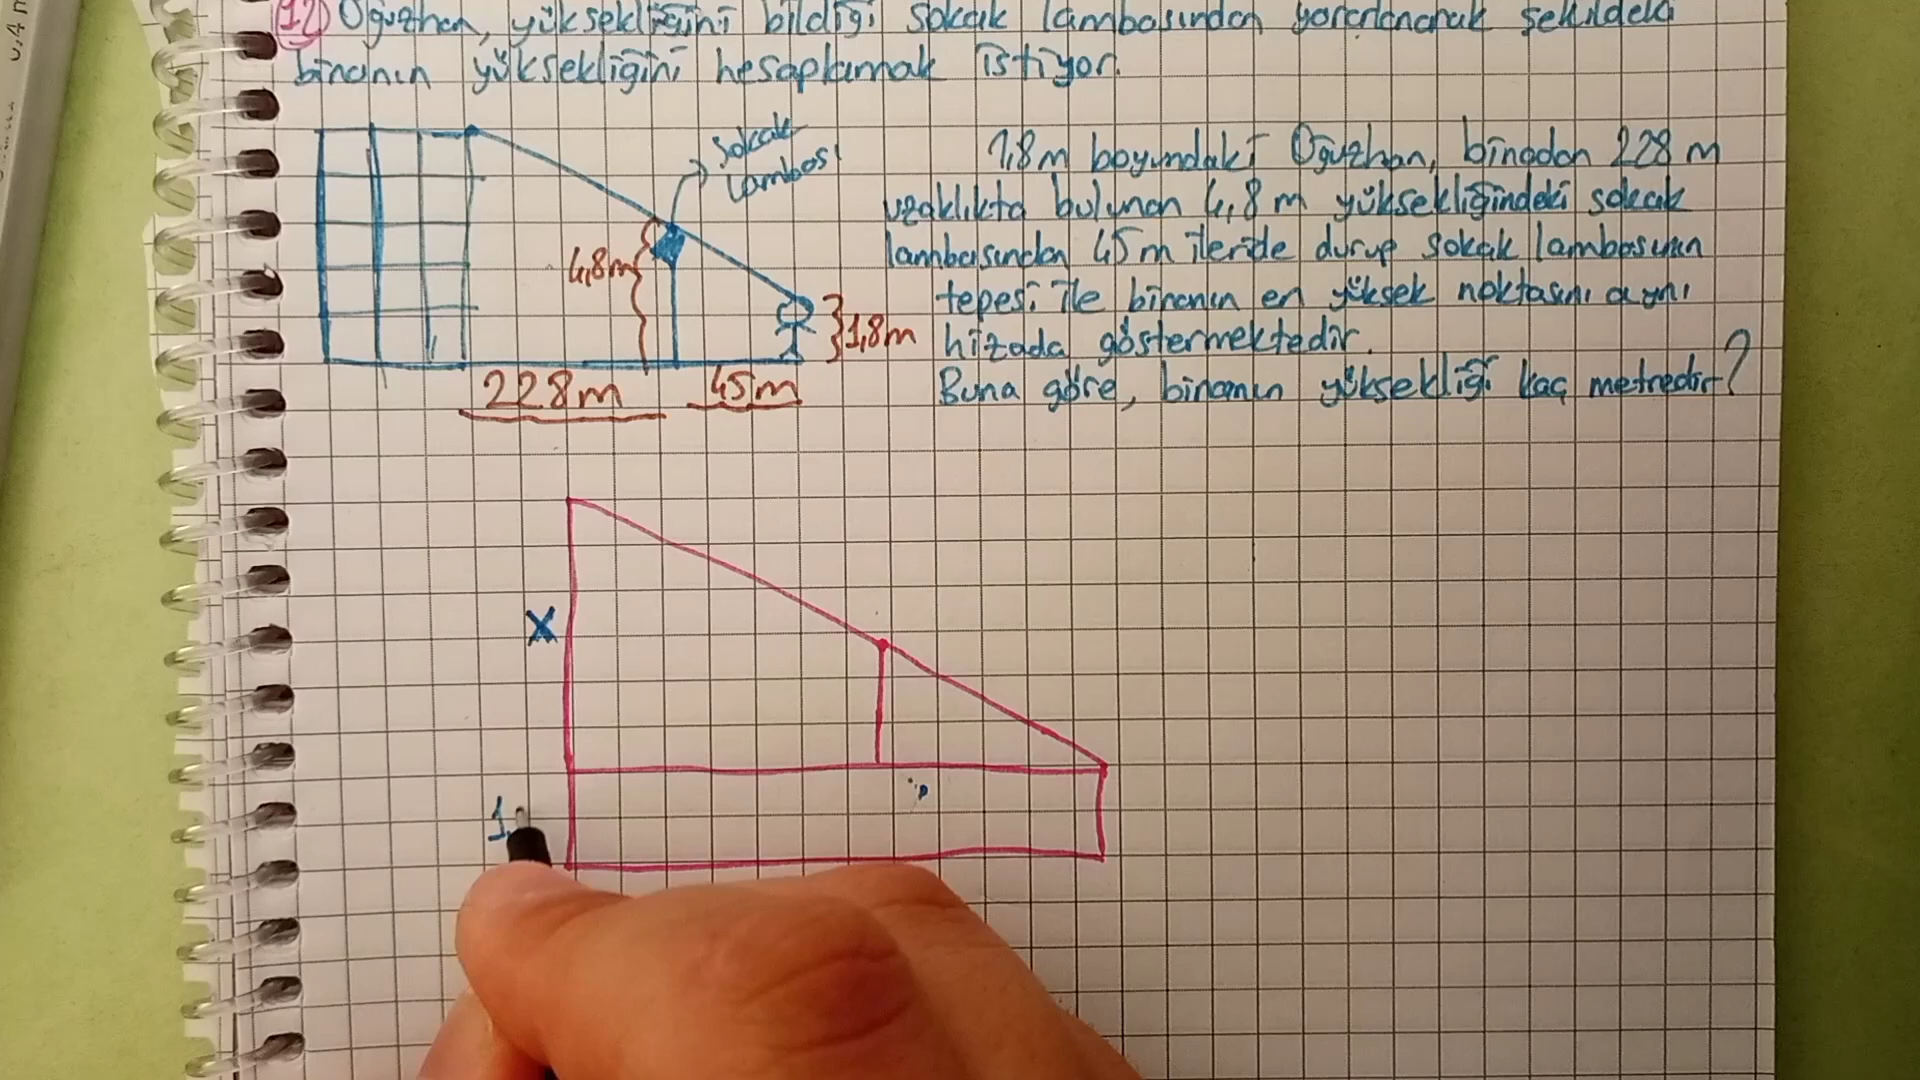 12) Oğuzhan, yüksekliğini bildiği sokak lambasından yararlanarak şekildeki
binanın yüksekliğini hesaplamak istiyor.
sokak
lambası
4,8m
1,8m
228m 45m
1,8m boyundaki Oğuzhan, binadan 228 m
uzaklıkta bulunan 4,8 m yüksekliğindeki sokak
lambasından 45 m ileride durup sokak lambasının
tepesi ile binanın en yüksek noktasını aynı
hizada göstermektedir.
Buna göre, binanın yüksekliği kaç metredir?
x
1,